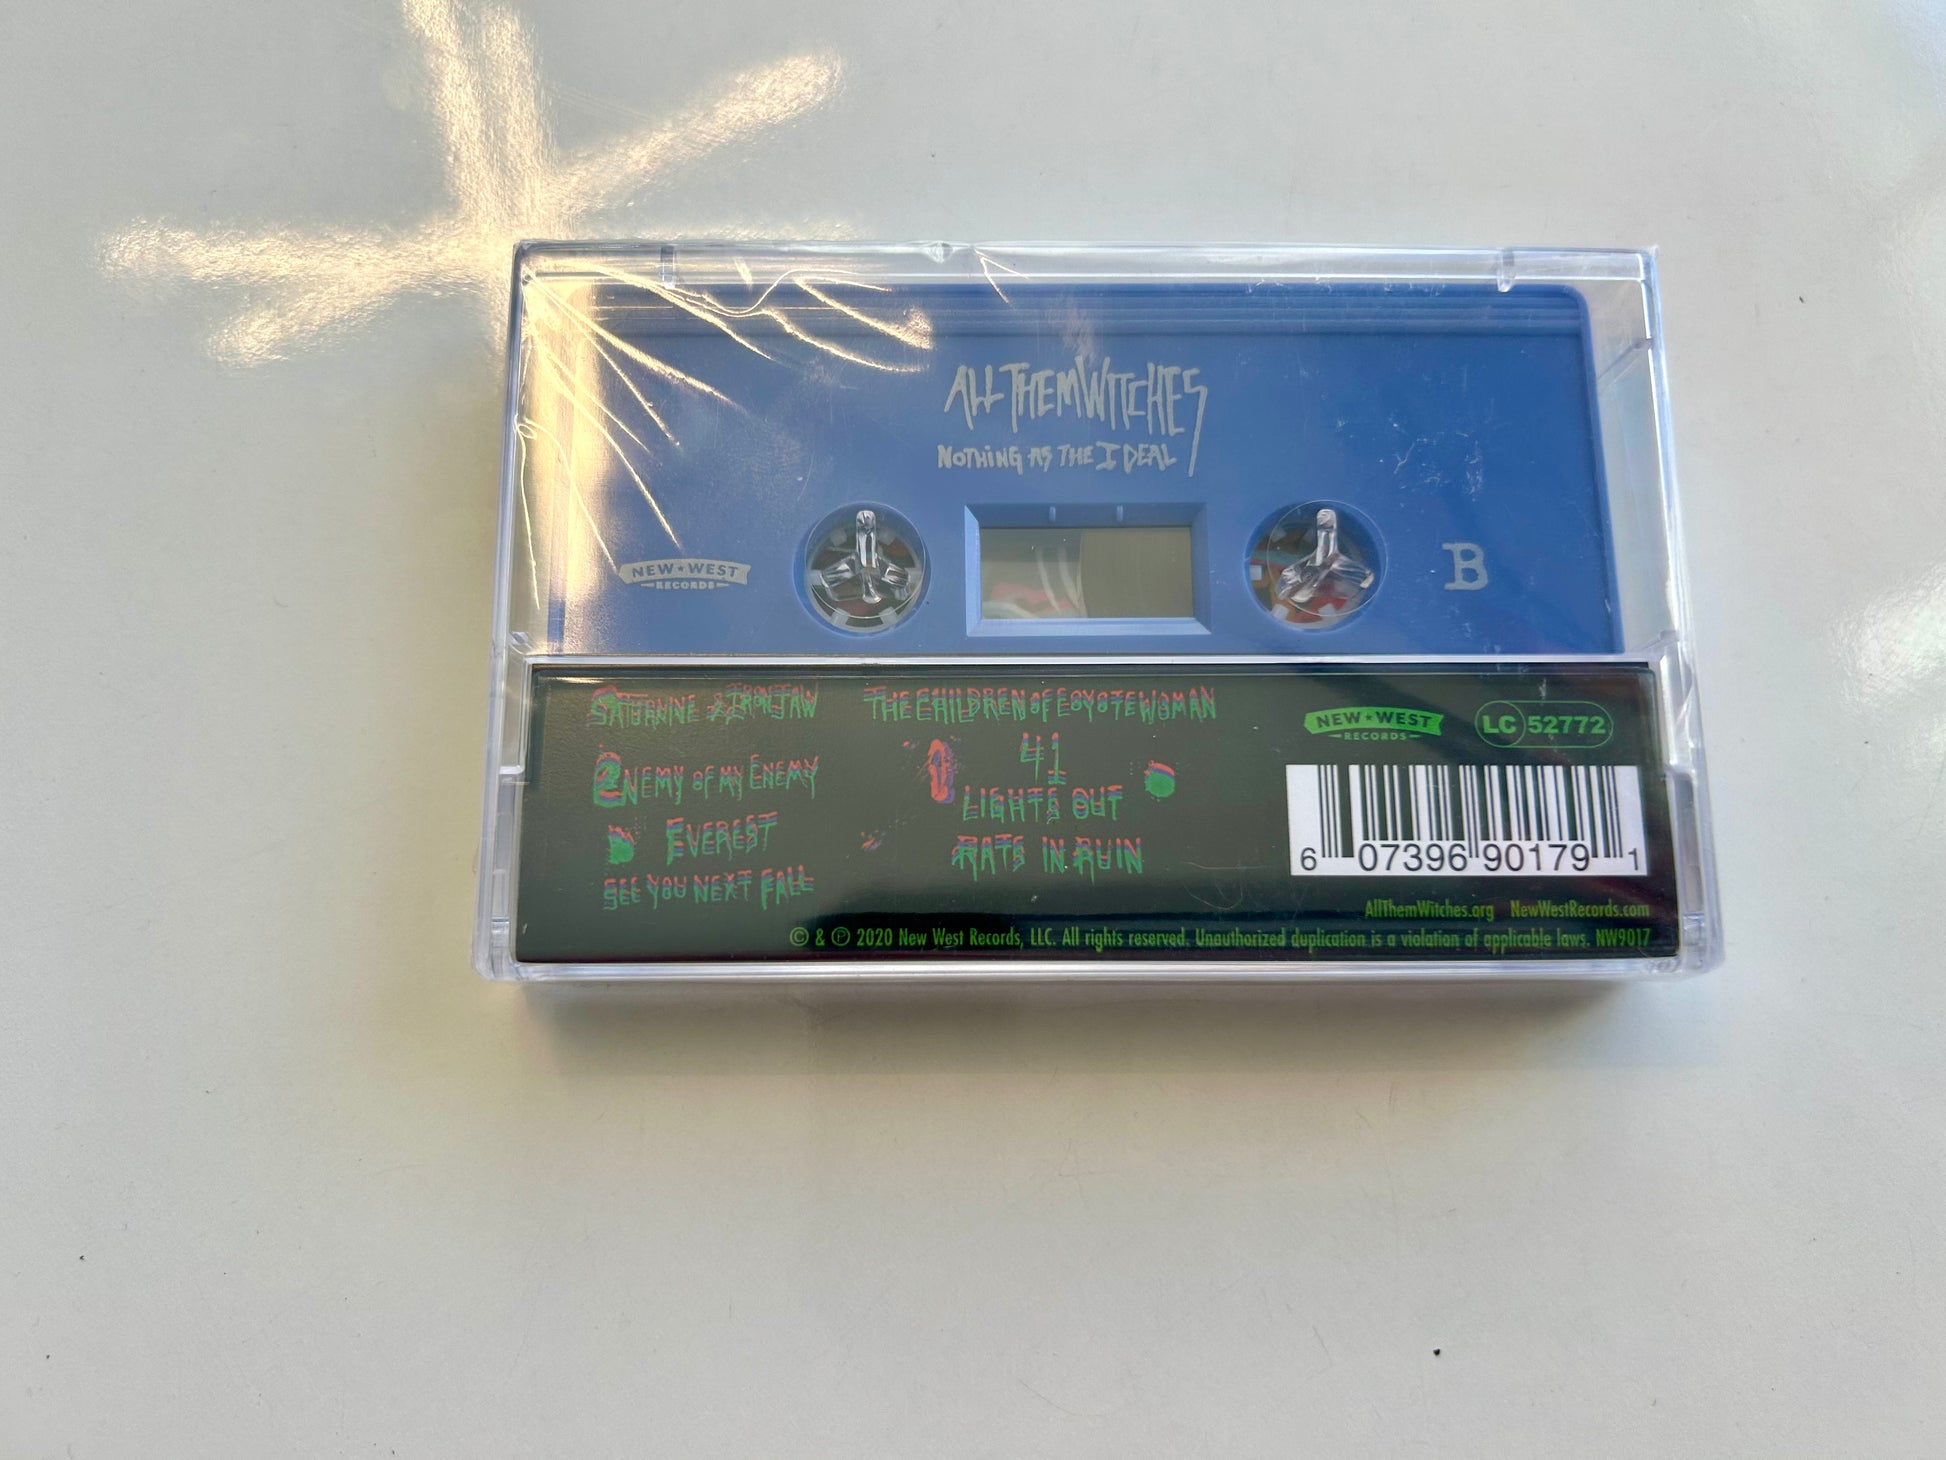 ALL THEM WITCHES
NOTHING AS THE IDEAL
NEW★WEST
RECORDS
B
SATURNINE & IRON JAW
ENEMY OF MY ENEMY
EVEREST
SEE YOU NEXT FALL
THE CHILDREN OF COYOTE WOMAN
41
LIGHTS OUT
RATS IN RUIN
NEW★WEST
RECORDS
LC 52772
6 07396 90179 1
AllThemWitches.org NewWestRecords.com
© & ℗ 2020 New West Records, LLC. All rights reserved. Unauthorized duplication is a violation of applicable laws. NW9017